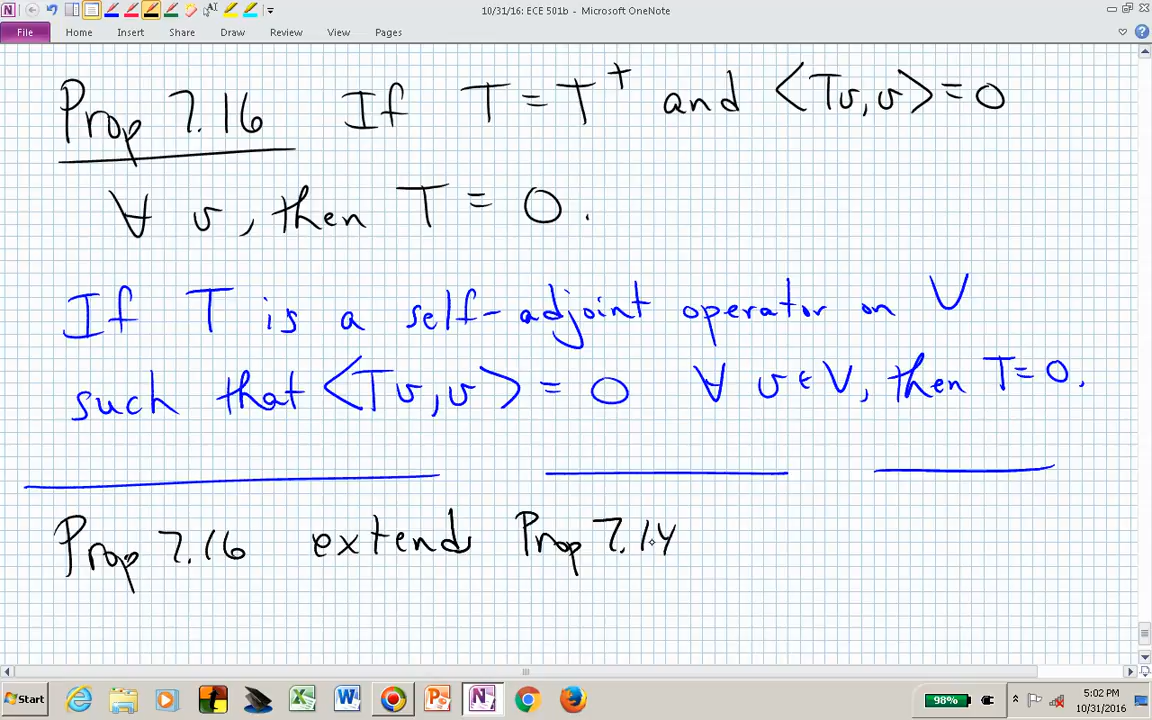 10/31/16: ECE 501b - Microsoft OneNote
File Home Insert Share Draw Review View Pages
Prop 7.16 If T = T† and <Tv, v> = 0
∀ v, then T = 0.
If T is a self-adjoint operator on V
such that <Tv, v> = 0 ∀ v ∈ V, then T = 0.
Prop 7.16 extends Prop 7.14
Start
98%
5:02 PM
10/31/2016